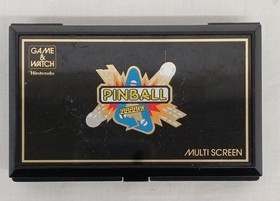 GAME
&
WATCH
Nintendo
PINBALL
MULTI SCREEN